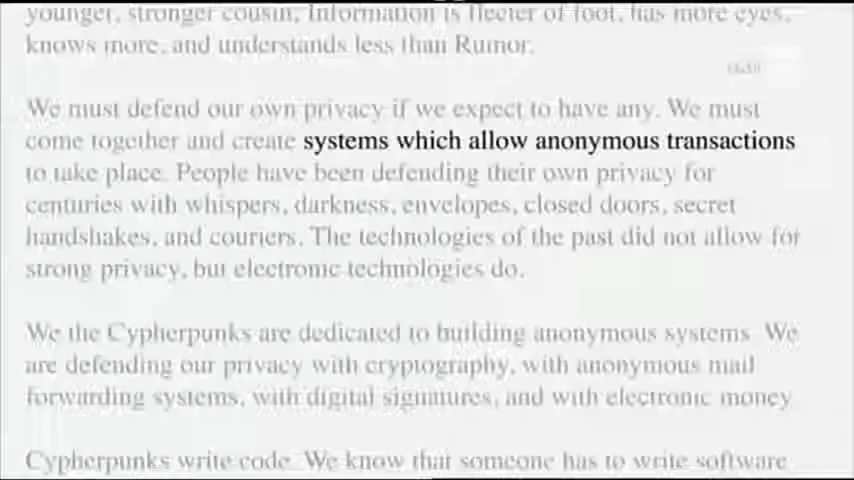 younger, stronger cousin, Information is fleeter of foot, has more eyes,
knows more, and understands less than Rumor.
We must defend our own privacy if we expect to have any. We must
come together and create systems which allow anonymous transactions
to take place. People have been defending their own privacy for
centuries with whispers, darkness, envelopes, closed doors, secret
handshakes, and couriers. The technologies of the past did not allow for
strong privacy, but electronic technologies do.
We the Cypherpunks are dedicated to building anonymous systems. We
are defending our privacy with cryptography, with anonymous mail
forwarding systems, with digital signatures, and with electronic money.
Cypherpunks write code. We know that someone has to write software